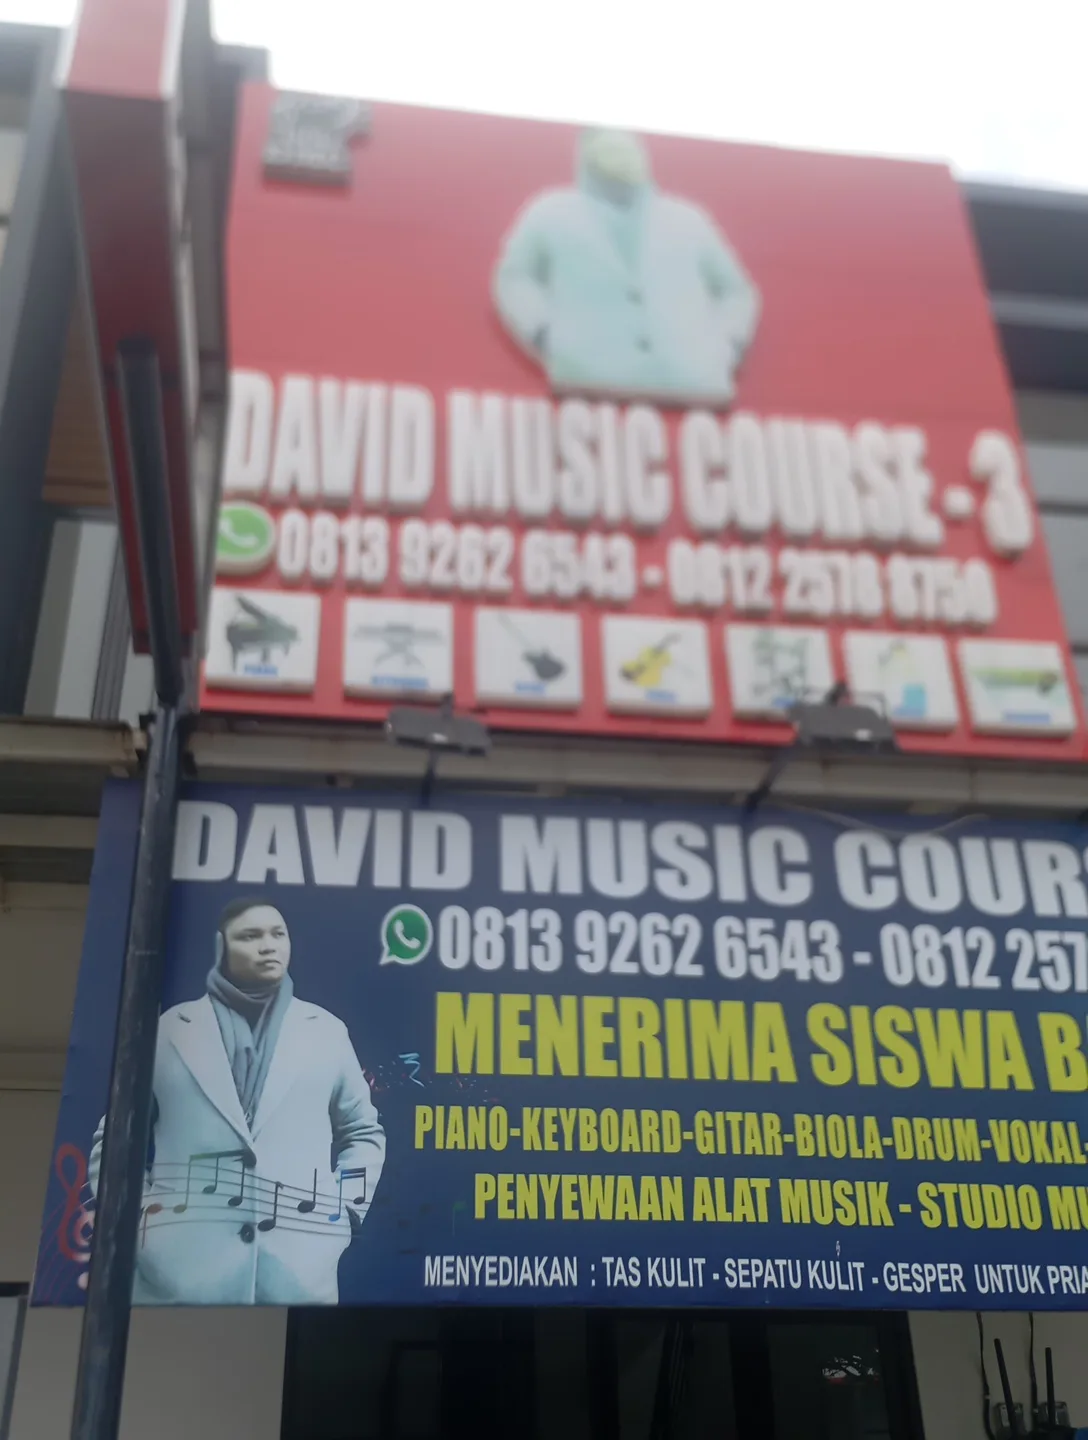 DAVID MUSIC COURSE - 3
0813 9262 6543 - 0812 2578 8750
DAVID MUSIC COURS
0813 9262 6543 - 0812 257
MENERIMA SISWA BA
PIANO-KEYBOARD-GITAR-BIOLA-DRUM-VOKAL-
PENYEWAAN ALAT MUSIK - STUDIO MU
MENYEDIAKAN : TAS KULIT - SEPATU KULIT - GESPER UNTUK PRIA